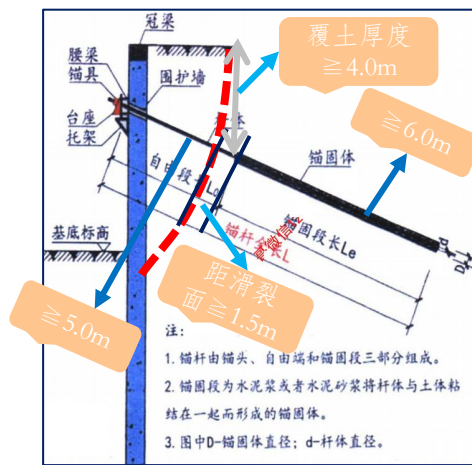 冠梁
覆土厚度
≧4.0m
腰梁
锚具
围护墙
台座
托架
≧6.0m
锚固体
自由段长L
锚固段长Le
锚杆全长L
基底标高
距滑裂
面≧1.5m
≧5.0m
d
D
注:
1.锚杆由锚头、自由端和锚固段三部分组成。
2.锚固段为水泥浆或者水泥砂浆将杆体与土体粘
结在一起而形成的锚固体。
3.图中D-锚固体直径; d-杆体直径。